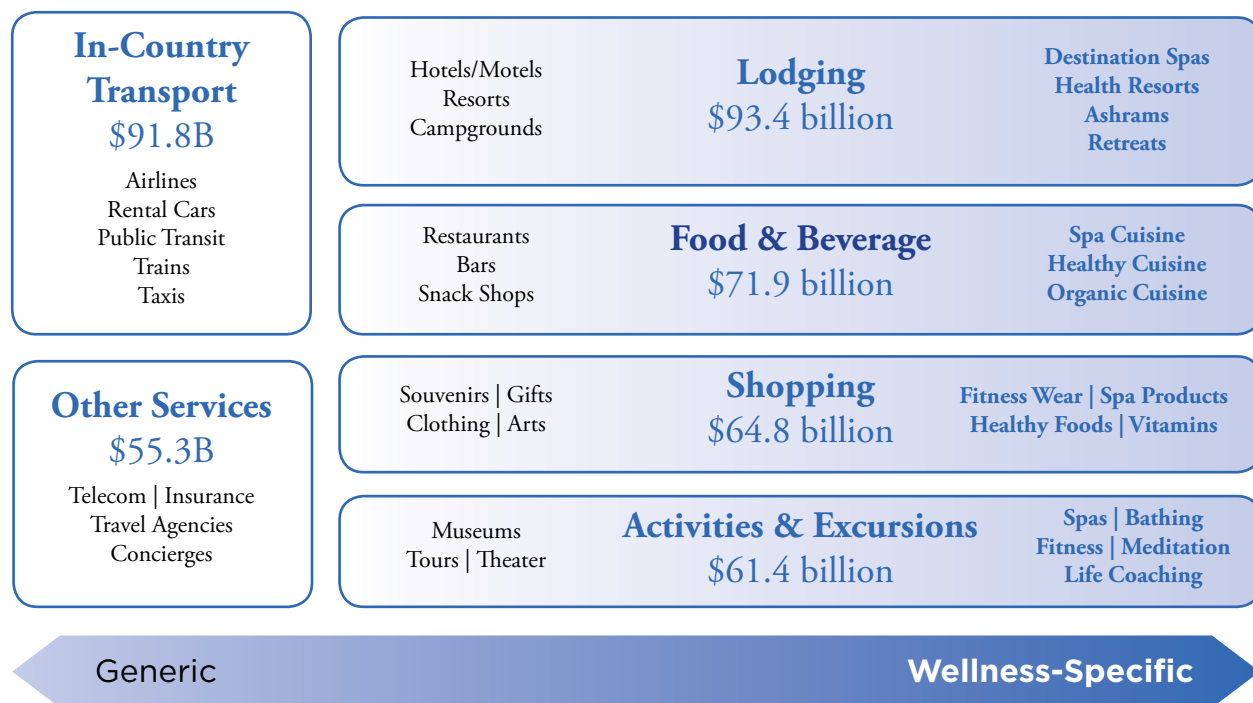 In-Country
Transport
$91.8B
Airlines
Rental Cars
Public Transit
Trains
Taxis
Other Services
$55.3B
Telecom | Insurance
Travel Agencies
Concierges
Hotels/Motels
Resorts
Campgrounds
Lodging
$93.4 billion
Destination Spas
Health Resorts
Ashrams
Retreats
Restaurants
Bars
Snack Shops
Food & Beverage
$71.9 billion
Spa Cuisine
Healthy Cuisine
Organic Cuisine
Souvenirs | Gifts
Clothing | Arts
Shopping
$64.8 billion
Fitness Wear | Spa Products
Healthy Foods | Vitamins
Museums
Tours | Theater
Activities & Excursions
$61.4 billion
Spas | Bathing
Fitness | Meditation
Life Coaching
Generic
Wellness-Specific